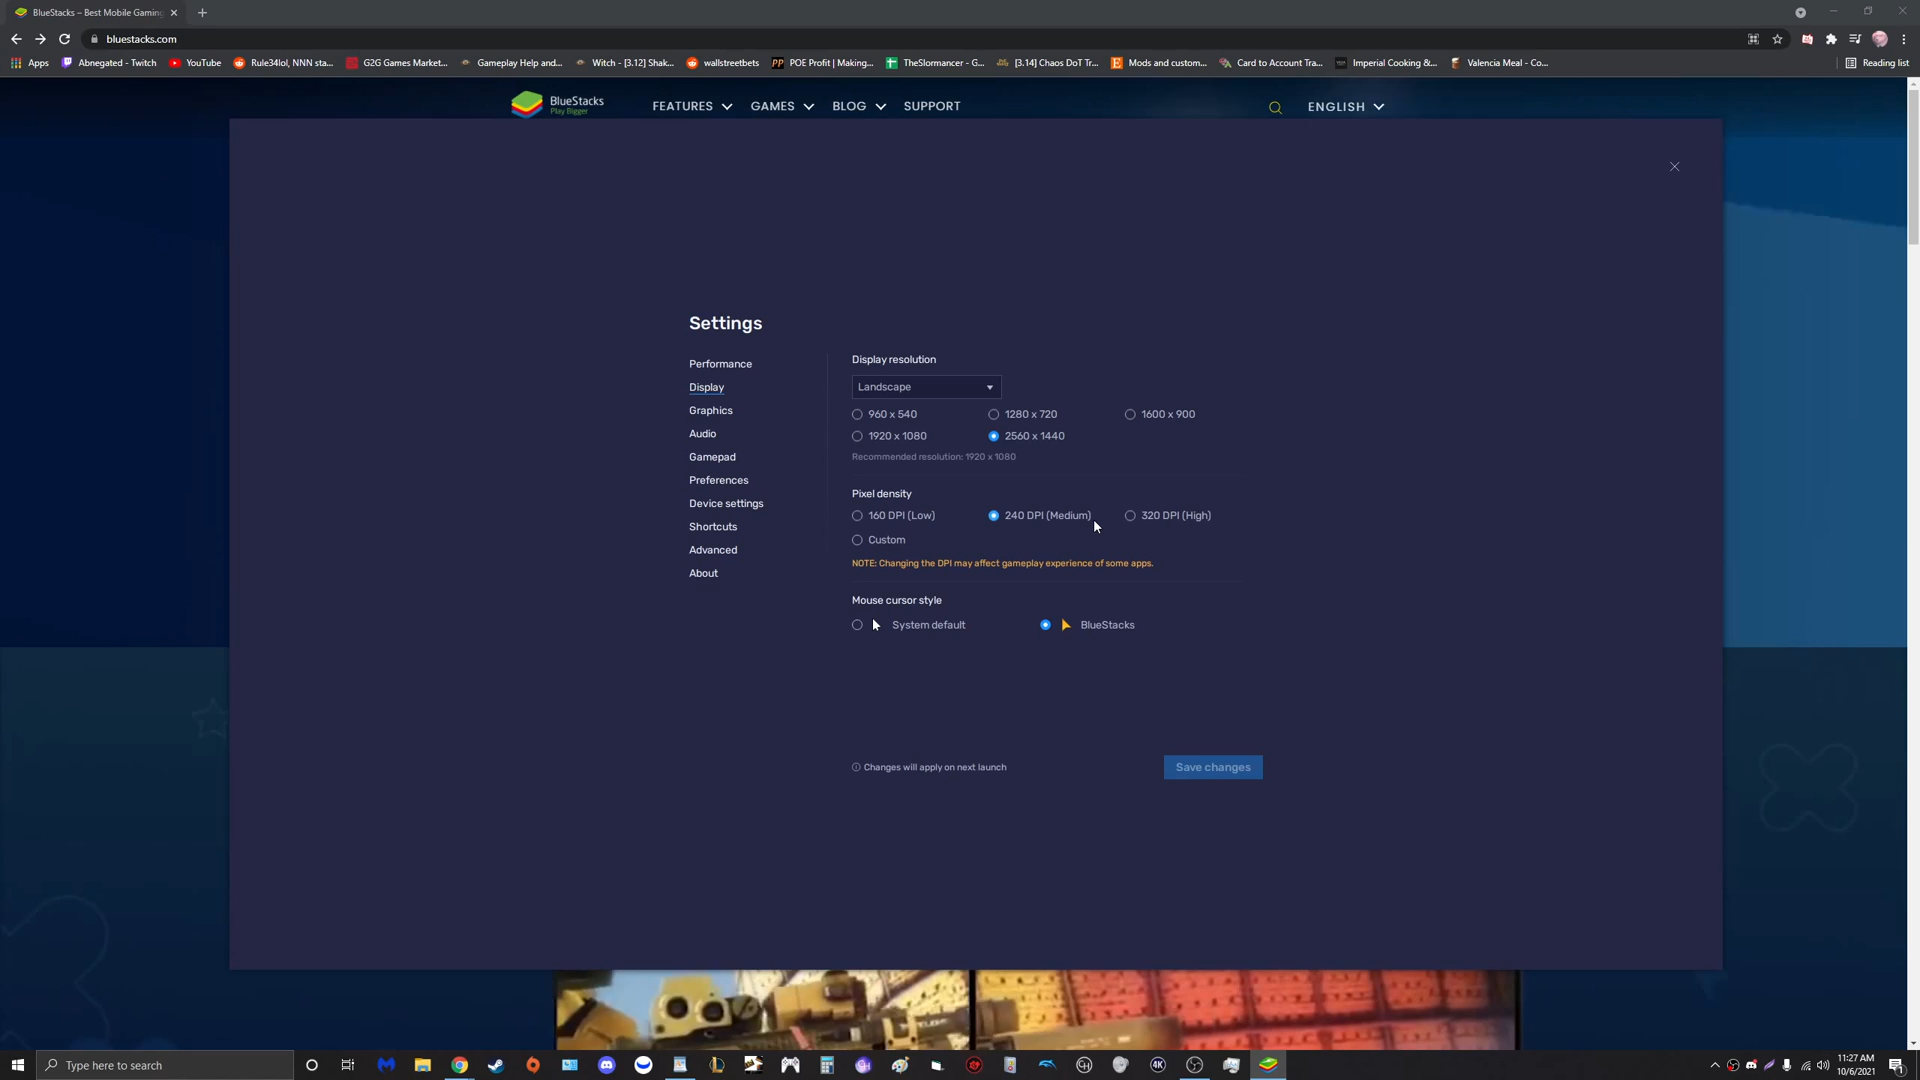 BlueStacks – Best Mobile Gaming
bluestacks.com
Apps Abnegated - Twitch YouTube Rule34lol, NNN sta... G2G Games Market... Gameplay Help and... Witch - [3.12] Shak... wallstreetbets POE Profit | Making... TheSlormancer - G... [3.14] Chaos DoT Tr... Mods and custom... Card to Account Tra... Imperial Cooking &... Valencia Meal - Co... Reading list
BlueStacks
Play Bigger
FEATURES GAMES BLOG SUPPORT ENGLISH
Settings
Performance
Display
Graphics
Audio
Gamepad
Preferences
Device settings
Shortcuts
Advanced
About
Display resolution
Landscape
960 x 540 1280 x 720 1600 x 900
1920 x 1080 2560 x 1440
Recommended resolution: 1920 x 1080
Pixel density
160 DPI (Low) 240 DPI (Medium) 320 DPI (High)
Custom
NOTE: Changing the DPI may affect gameplay experience of some apps.
Mouse cursor style
System default BlueStacks
Changes will apply on next launch Save changes
Type here to search
11:27 AM
10/6/2021